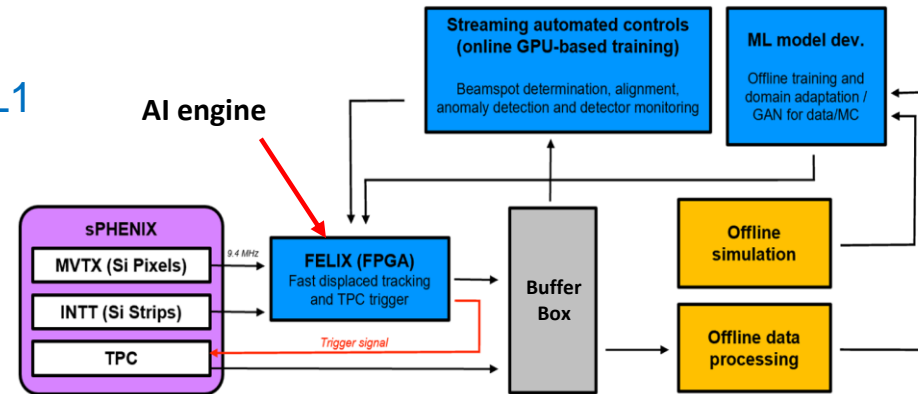 Streaming automated controls
(online GPU-based training)
Beamspot determination, alignment,
anomaly detection and detector monitoring
ML model dev.
Offline training and
domain adaptation /
GAN for data/MC
L1
AI engine
sPHENIX
MVTX (Si Pixels)
INTT (Si Strips)
TPC
9.4 MHz
FELIX (FPGA)
Fast displaced tracking
and TPC trigger
Trigger signal
Buffer
Box
Offline
simulation
Offline data
processing